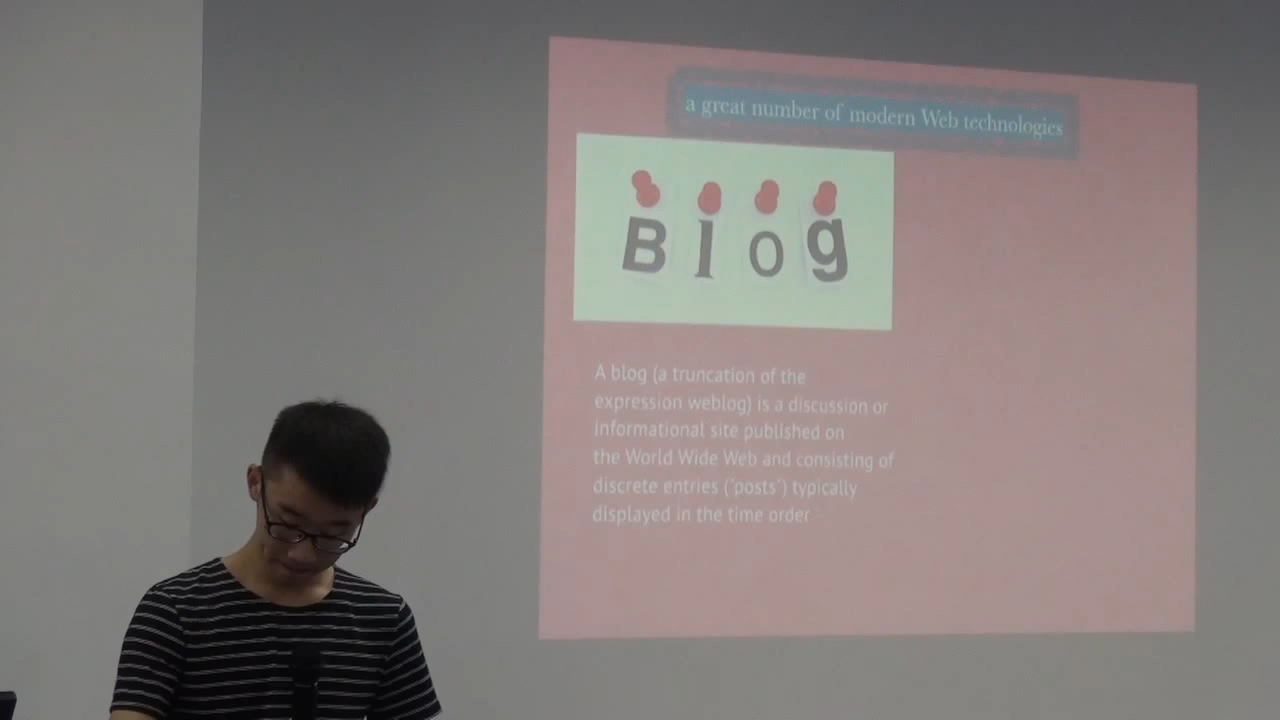 a great number of modern Web technologies
Blog
A blog (a truncation of the
expression weblog) is a discussion or
informational site published on
the World Wide Web and consisting of
discrete entries ("posts") typically
displayed in the time order